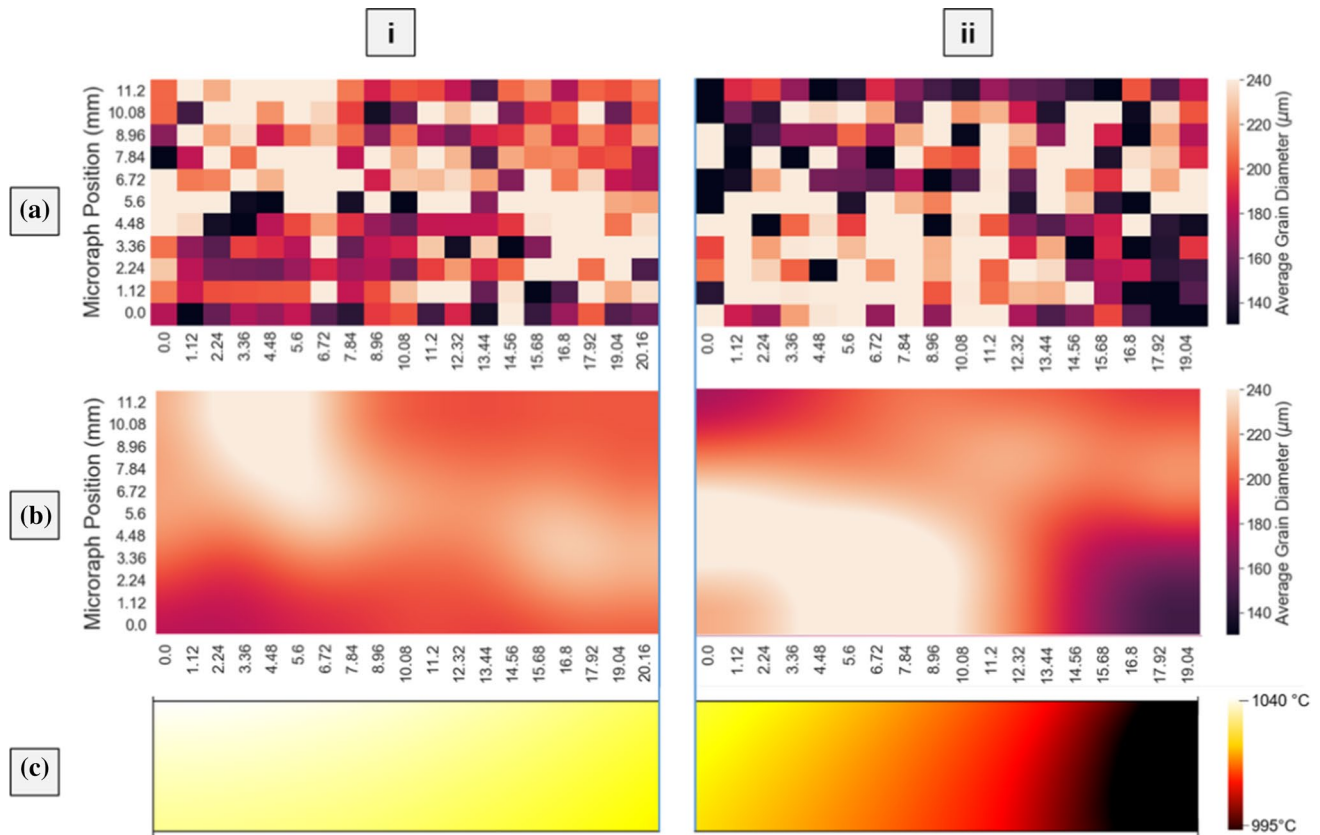 i
ii
(a)
Microraph Position (mm)
11.2
10.08
8.96
7.84
6.72
5.6
4.48
3.36
2.24
1.12
0.0
0.0 1.12 2.24 3.36 4.48 5.6 6.72 7.84 8.96 10.08 11.2 12.32 13.44 14.56 15.68 16.8 17.92 19.04 20.16
0.0 1.12 2.24 3.36 4.48 5.6 6.72 7.84 8.96 10.08 11.2 12.32 13.44 14.56 15.68 16.8 17.92 19.04
240
220
200
180
160
140
Average Grain Diameter (μm)
(b)
Microraph Position (mm)
11.2
10.08
8.96
7.84
6.72
5.6
4.48
3.36
2.24
1.12
0.0
0.0 1.12 2.24 3.36 4.48 5.6 6.72 7.84 8.96 10.08 11.2 12.32 13.44 14.56 15.68 16.8 17.92 19.04 20.16
0.0 1.12 2.24 3.36 4.48 5.6 6.72 7.84 8.96 10.08 11.2 12.32 13.44 14.56 15.68 16.8 17.92 19.04
240
220
200
180
160
140
Average Grain Diameter (μm)
(c)
1040 °C
995°C